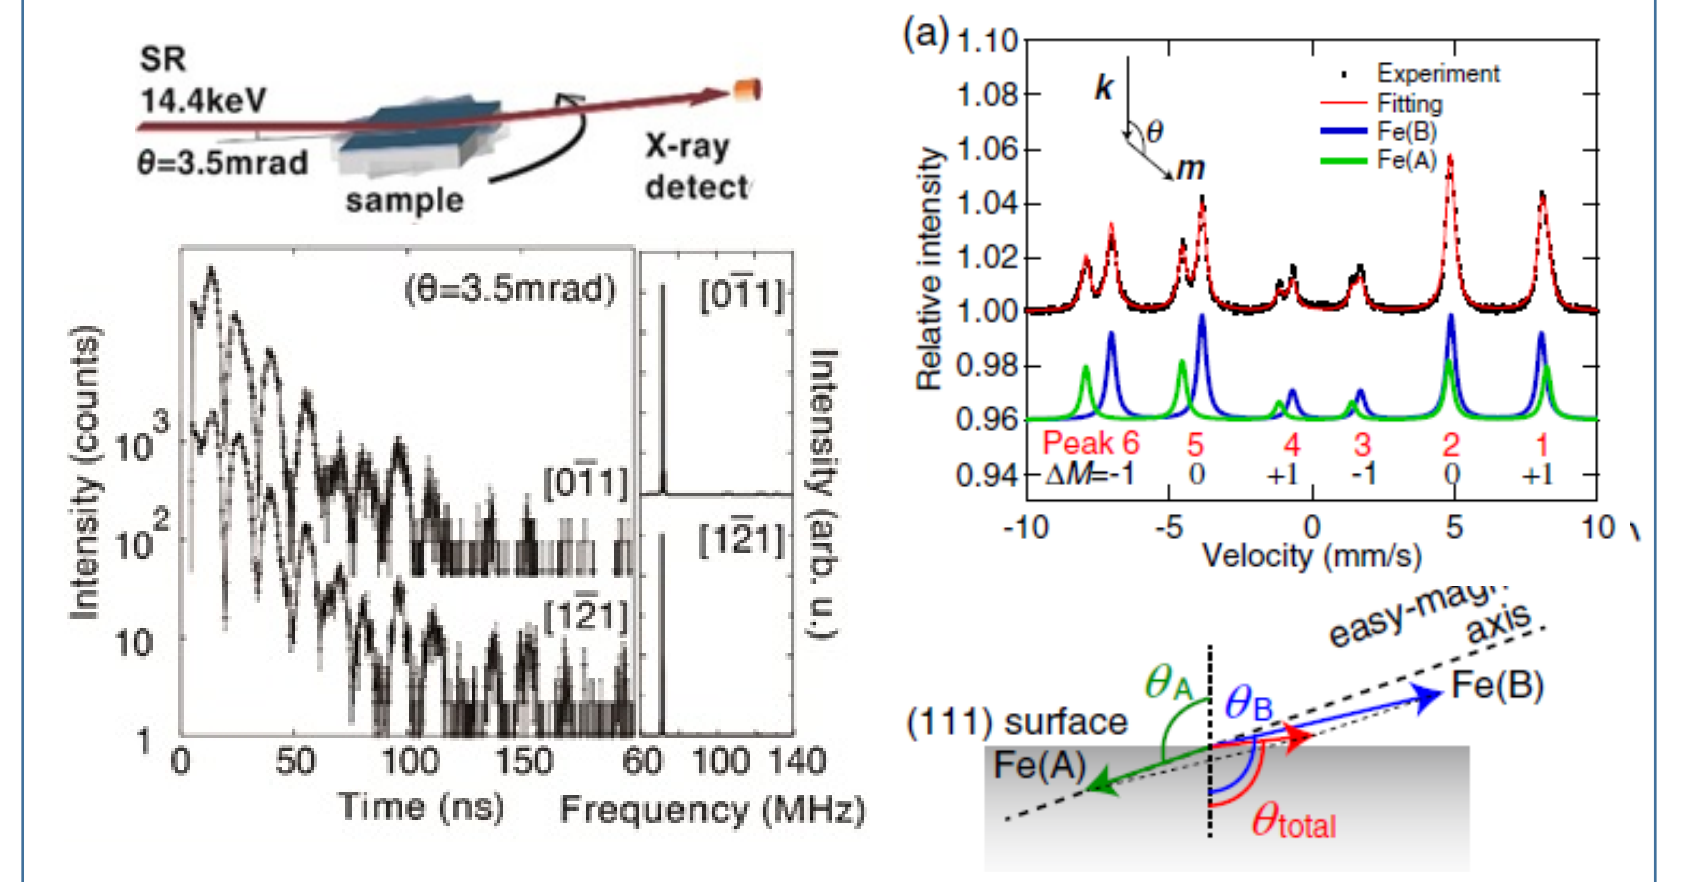 SR
14.4keV
θ=3.5mrad
sample
X-ray
detect
(θ=3.5mrad)
[01̅1]
[12̅1]
[01̅1]
[12̅1]
Intensity (counts)
10³
10²
10
1
0 50 100 150
Time (ns)
60 100 140
Frequency (MHz)
Intensity (arb. u.)
(a)
1.10
1.08
1.06
1.04
1.02
1.00
0.98
0.96
0.94
Relative intensity
k
θ
m
Experiment
Fitting
Fe(B)
Fe(A)
Peak 6 5 4 3 2 1
ΔM=-1 0 +1 -1 0 +1
-10 -5 0 5 10
Velocity (mm/s)
axis
θA
θB
Fe(B)
(111) surface
Fe(A)
θtotal